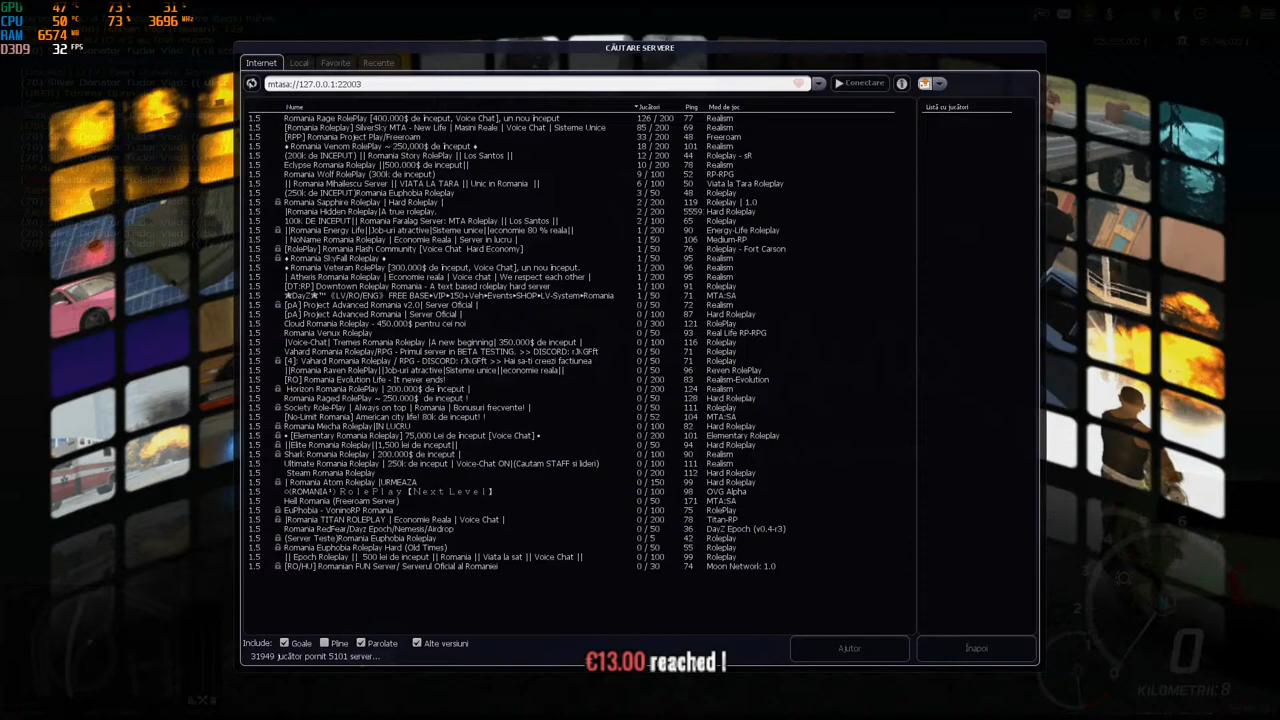 GPU 47 °C 73 % 31 °
CPU 50 °C 73 % 3696 MHz
RAM 6574 MB
D3D9 32 FPS
CĂUTARE SERVERE
Internet Local Favorite Recente
mtasa://127.0.0.1:22003 Conectare
Nume Jucători Ping Mod de joc Listă cu jucători
1.5 Romania Rage RolePlay [400.000$ de inceput, Voice Chat], un nou inceput 126 / 200 77 Realism
1.5 [Romania Roleplay] SilverSky MTA - New Life | Masini Reale | Voice Chat | Sisteme Unice 85 / 200 69 Realism
1.5 [RPP] Romania Project Play/Freeroam 33 / 200 48 Freeroam
1.5 ♦ Romania Venom RolePlay ~ 250,000$ de inceput ♦ 18 / 200 101 Realism
1.5 (200k de INCEPUT) || Romania Story RolePlay || Los Santos || 12 / 200 44 Roleplay - sR
1.5 Eclypse Romania Roleplay ||500.000$ de inceput|| 10 / 200 78 Realism
1.5 Romania Wolf RolePlay (300k de inceput) 9 / 100 52 RP-RPG
1.5 || Romania Mihailescu Server || VIATA LA TARA || Unic in Romania || 6 / 100 50 Viata la Tara Roleplay
1.5 (250k de INCEPUT)Romania Euphobia Roleplay 3 / 50 48 Roleplay
1.5 Romania Sapphire Roleplay | Hard Roleplay | 2 / 200 119 Roleplay | 1.0
1.5 |Romania Hidden Roleplay|A true roleplay. 2 / 200 5559 Hard Roleplay
1.5 100K DE INCEPUT|| Romania Faralag Server: MTA Roleplay || Los Santos || 2 / 100 65 Roleplay
1.5 ||Romania Energy Life||Job-uri atractive|Sisteme unice||economie 80 % reala|| 1 / 200 90 Energy-Life Roleplay
1.5 | NoName Romania Roleplay | Economie Reala | Server in lucru | 1 / 50 106 Medium-RP
1.5 [RolePlay] Romania Flash Community [Voice Chat Hard Economy] 1 / 100 76 Roleplay - Fort Carson
1.5 ♦ Romania SkyFall Roleplay ♦ 1 / 50 95 Realism
1.5 ♦ Romania Veteran RolePlay [300.000$ de inceput, Voice Chat], un nou inceput. 1 / 200 96 Realism
1.5 | Atheris Romania Roleplay | Economie reala | Voice chat | We respect each other | 1 / 200 95 Realism
1.5 [DT:RP] Downtown Roleplay Romania - A text based roleplay hard server 1 / 100 91 Roleplay
1.5 ★DayZ★™ 《LV/RO/ENG》 FREE BASE•VIP•150+Veh•Events•SHOP•LV-System•Romania 1 / 50 71 MTA:SA
1.5 [pA] Project Advanced Romania v2.0| Server Oficial | 0 / 50 72 Realism
1.5 [pA] Project Advanced Romania | Server Oficial | 0 / 100 87 Hard Roleplay
1.5 Cloud Romania Roleplay - 450.000$ pentru cei noi 0 / 300 121 RolePlay
1.5 Romania Venux Roleplay 0 / 50 93 Real Life RP-RPG
1.5 |Voice-Chat| Tremes Romania Roleplay |A new beginning| 350.000$ de inceput | 0 / 100 116 Roleplay
1.5 Vahard Romania Roleplay/RPG - Primul server in BETA TESTING. >> DISCORD: 0 / 50 71 Roleplay
1.5 [4]: Vahard Romania Roleplay / RPG - DISCORD: >> Hai sa-ti creezi factiunea 0 / 50 71 Roleplay
1.5 ||Romania Raven RolePlay||Job-uri atractive|Sisteme unice||economie reala|| 0 / 50 96 Reven RolePlay
1.5 [RO] Romania Evolution Life - It never ends! 0 / 200 83 Realism-Evolution
1.5 Horizon Romania RolePlay | 200.000$ de inceput | 0 / 200 124 Realism
1.5 Romania Raged RolePlay ~ 250.000$ de inceput ! 0 / 100 128 Hard Roleplay
1.5 Society Role-Play | Always on top | Romania | Bonusuri frecvente! | 0 / 50 111 Roleplay
1.5 [No-Limit Romania] American city life! 80k de inceput! ! 0 / 52 104 MTA:SA
1.5 Romania Mecha Roleplay|IN LUCRU 0 / 100 82 Hard Roleplay
1.5 • [Elementary Romania Roleplay] 75,000 Lei de inceput [Voice Chat] • 0 / 200 101 Elementary Roleplay
1.5 ||Elite Romania Roleplay||1,500 lei de inceput|| 0 / 50 94 Hard Roleplay
1.5 Shark Romania Roleplay | 200.000$ de inceput | 0 / 100 90 Realism
1.5 Ultimate Romania Roleplay | 250k de inceput | Voice-Chat ON|(Cautam STAFF si lideri) 0 / 100 111 Realism
1.5 Steam Romania Roleplay 0 / 200 112 Hard Roleplay
1.5 | Romania Atom Roleplay |URMEAZA 0 / 150 99 Hard Roleplay
1.5 (ROMANIA¹) R o l e P l a y 【N e x t L e v e l】 0 / 100 98 OVG Alpha
1.5 Hell Romania (Freeroam Server) 0 / 50 171 MTA:SA
1.5 EuPhobia - VoninoRP Romania 0 / 100 75 RolePlay
1.5 |Romania TITAN ROLEPLAY | Economie Reala | Voice Chat | 0 / 200 78 Titan-RP
1.5 Romania RedFear/Dayz Epoch/Nemesis/Airdrop 0 / 50 36 DayZ Epoch (v0.4-r3)
1.5 (Server Teste)Romania Euphobia Roleplay 0 / 5 42 Roleplay
1.5 Romania Euphobia Roleplay Hard (Old Times) 0 / 50 55 Roleplay
1.5 || Epoch Roleplay || 500 lei de inceput || Romania || Viata la sat || Voice Chat || 0 / 100 99 Roleplay
1.5 [RO/HU] Romanian FUN Server/ Serverul Oficial al Romaniei 0 / 30 74 Moon Network: 1.0
Include: Goale Pline Parolate Alte versiuni
31949 jucător pornit 5101 server...
Ajutor Înapoi
€13.00 reached !
0
KILOMETRII: 8